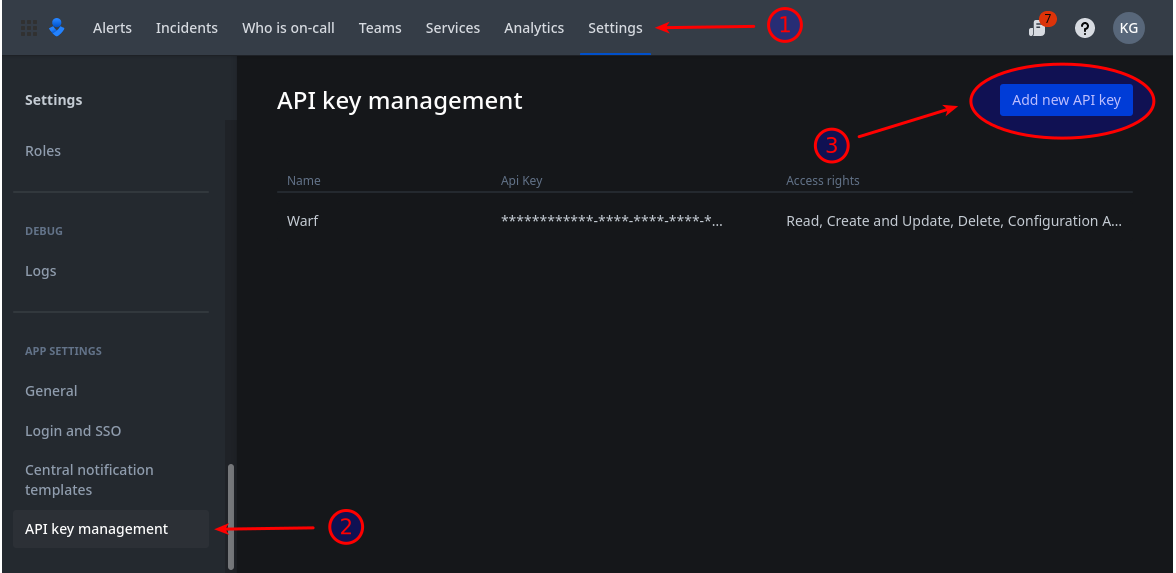 Alerts Incidents Who is on-call Teams Services Analytics Settings 1 7 ? KG
Settings
Roles
DEBUG
Logs
APP SETTINGS
General
Login and SSO
Central notification
templates
API key management 2
API key management
Add new API key
3
Name Api Key Access rights
Warf ************-****-****-****-*... Read, Create and Update, Delete, Configuration A...